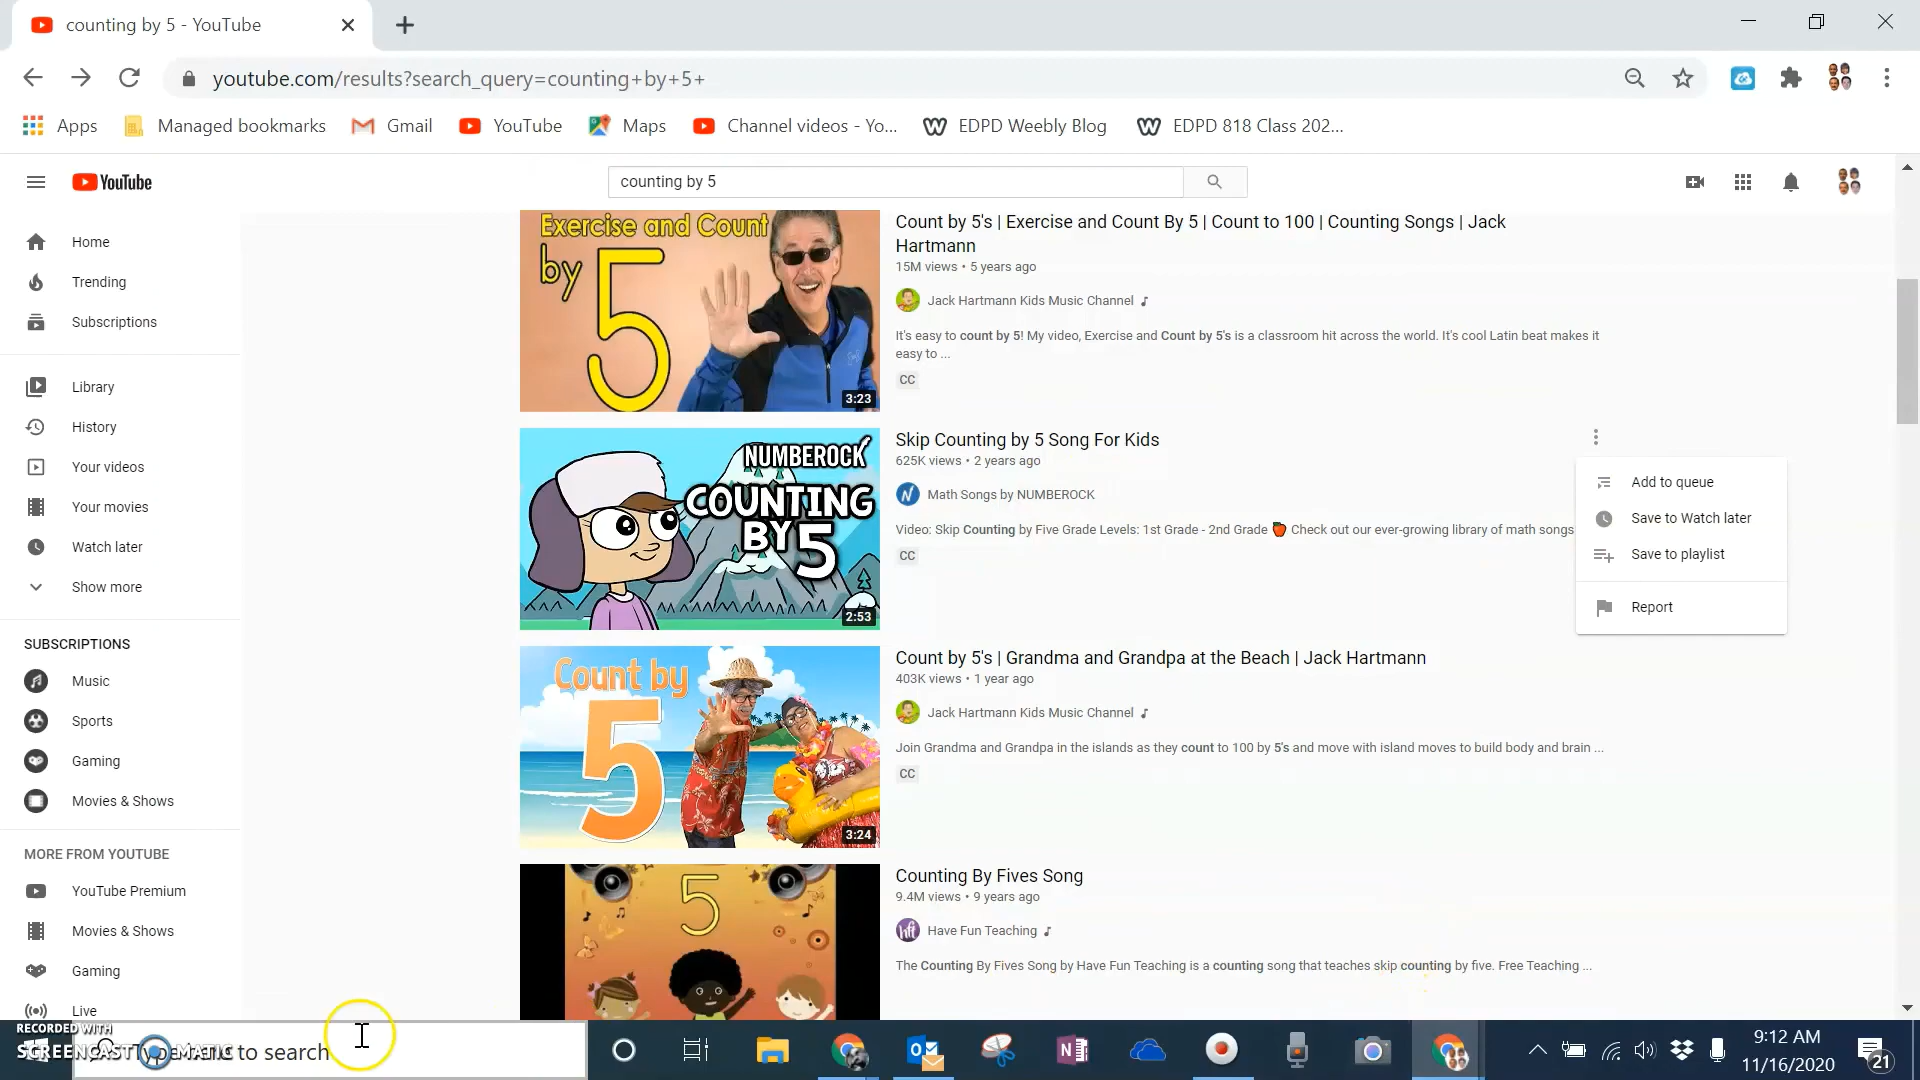 counting by 5 - YouTube
youtube.com/results?search_query=counting+by+5+
Apps
Managed bookmarks
Gmail
YouTube
Maps
Channel videos - Yo...
EDPD Weebly Blog
EDPD 818 Class 202...
YouTube
counting by 5
Home
Trending
Subscriptions
Library
History
Your videos
Your movies
Watch later
Show more
SUBSCRIPTIONS
Music
Sports
Gaming
Movies & Shows
MORE FROM YOUTUBE
YouTube Premium
Movies & Shows
Gaming
Live
Exercise and Count
by 5
3:23
Count by 5's | Exercise and Count By 5 | Count to 100 | Counting Songs | Jack
Hartmann
15M views • 5 years ago
Jack Hartmann Kids Music Channel
It's easy to count by 5! My video, Exercise and Count by 5's is a classroom hit across the world. It's cool Latin beat makes it
easy to ...
CC
NUMBEROCK
COUNTING
BY 5
2:53
Skip Counting by 5 Song For Kids
625K views • 2 years ago
Math Songs by NUMBEROCK
Video: Skip Counting by Five Grade Levels: 1st Grade - 2nd Grade 🍎 Check out our ever-growing library of math songs
CC
Add to queue
Save to Watch later
Save to playlist
Report
Count by
5
3:24
Count by 5's | Grandma and Grandpa at the Beach | Jack Hartmann
403K views • 1 year ago
Jack Hartmann Kids Music Channel
Join Grandma and Grandpa in the islands as they count to 100 by 5's and move with island moves to build body and brain ...
CC
5
Counting By Fives Song
9.4M views • 9 years ago
hft
Have Fun Teaching
The Counting By Fives Song by Have Fun Teaching is a counting song that teaches skip counting by five. Free Teaching ...
RECORDED WITH
SCREENCAST MATIC
to search
9:12 AM
11/16/2020
21